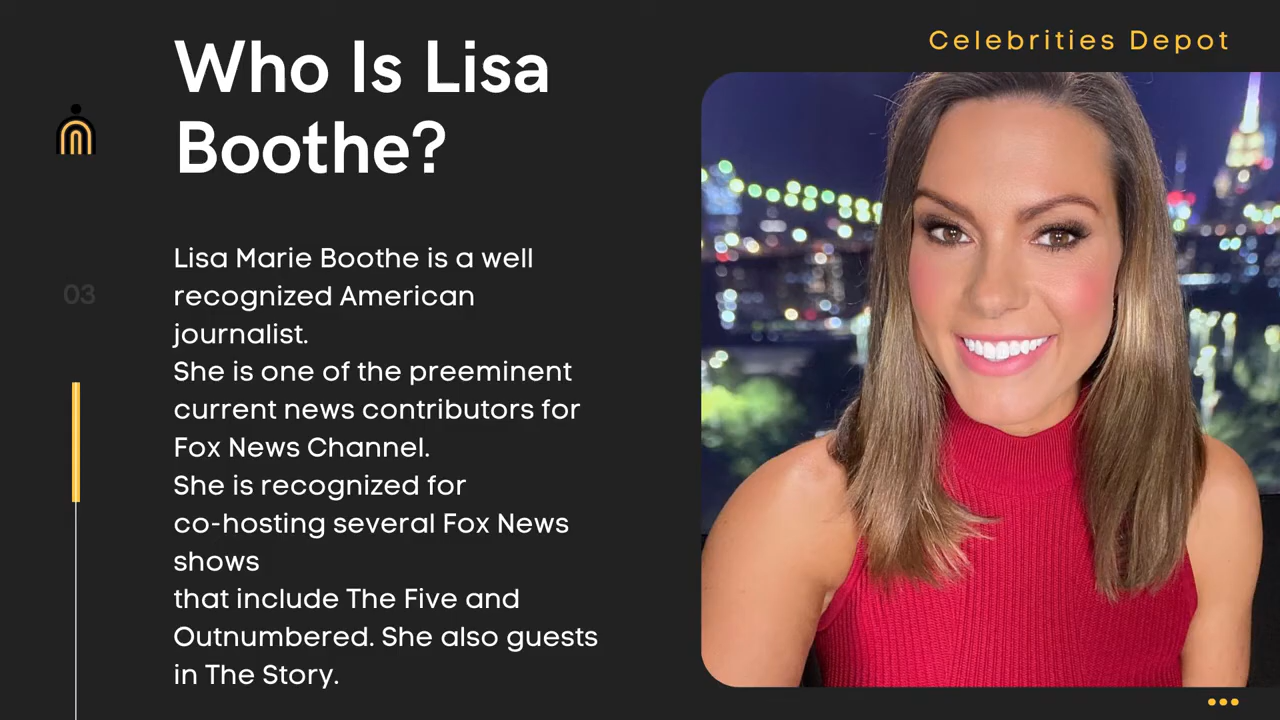 Celebrities Depot
Who Is Lisa
Boothe?
03
Lisa Marie Boothe is a well
recognized American
journalist.
She is one of the preeminent
current news contributors for
Fox News Channel.
She is recognized for
co-hosting several Fox News
shows
that include The Five and
Outnumbered. She also guests
in The Story.